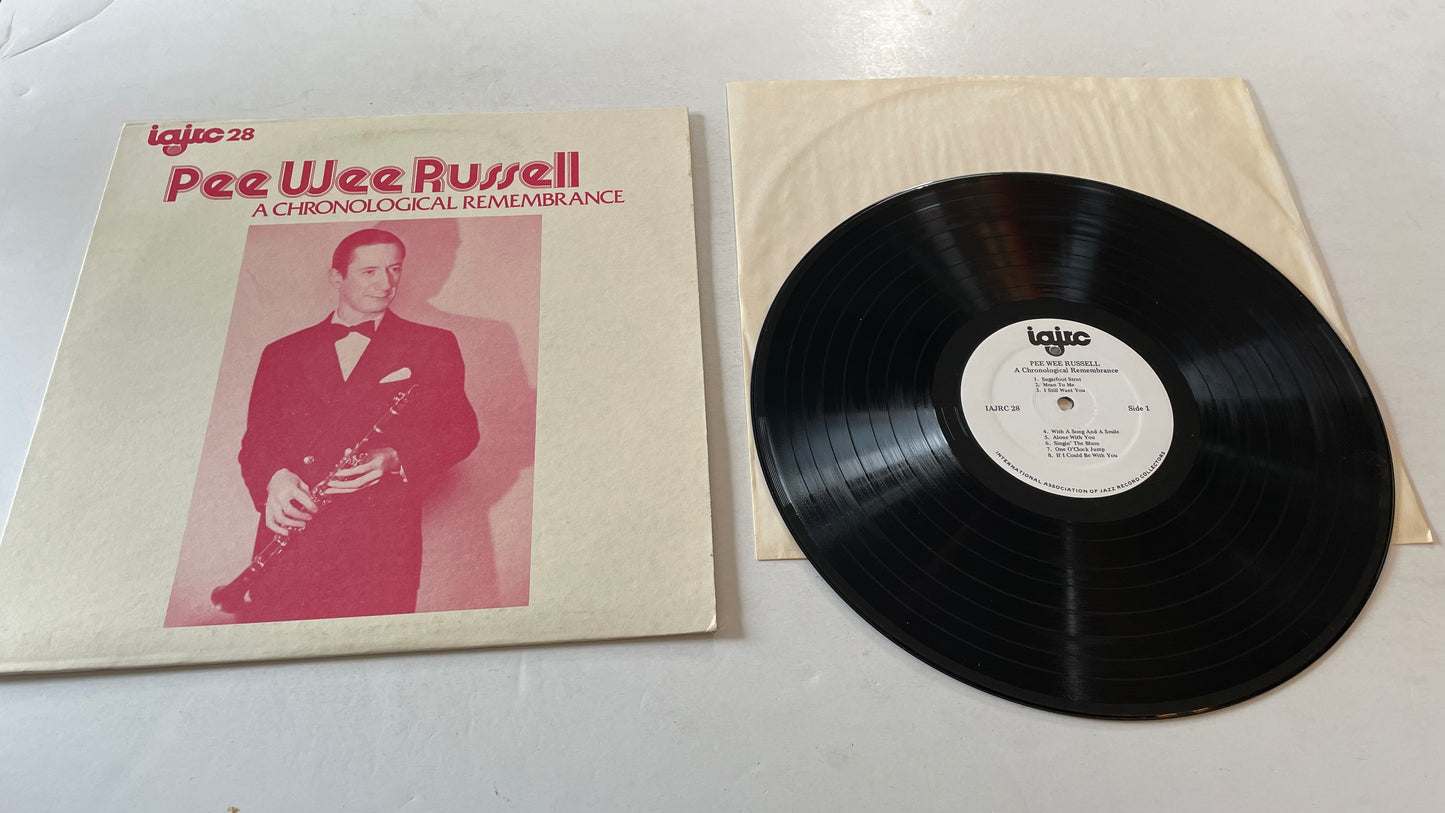 iajrc 28
Pee Wee Russell
A CHRONOLOGICAL REMEMBRANCE
iajrc
PEE WEE RUSSELL
A Chronological Remembrance
1. Sugarfoot Strut
2. Mean To Me
3. I Still Want You
IAJRC 28
Side 1
4. With A Song And A Smile
5. Alone With You
6. Singin' The Blues
7. One O'Clock Jump
8. If I Could Be With You
INTERNATIONAL ASSOCIATION OF JAZZ RECORD COLLECTORS